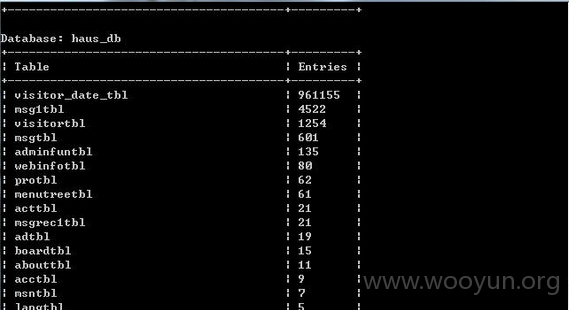 Database: haus_db
Table Entries
visitor_date_tbl 961155
msg1tbl 4522
visitortbl 1254
msgtbl 601
adminfuntbl 135
webinfotbl 80
protbl 62
menutreetbl 61
acttbl 21
msgrec1tbl 21
adtbl 19
boardtbl 15
abouttbl 11
acctbl 9
msntbl 7
langtbl 5
www.wooyun.org